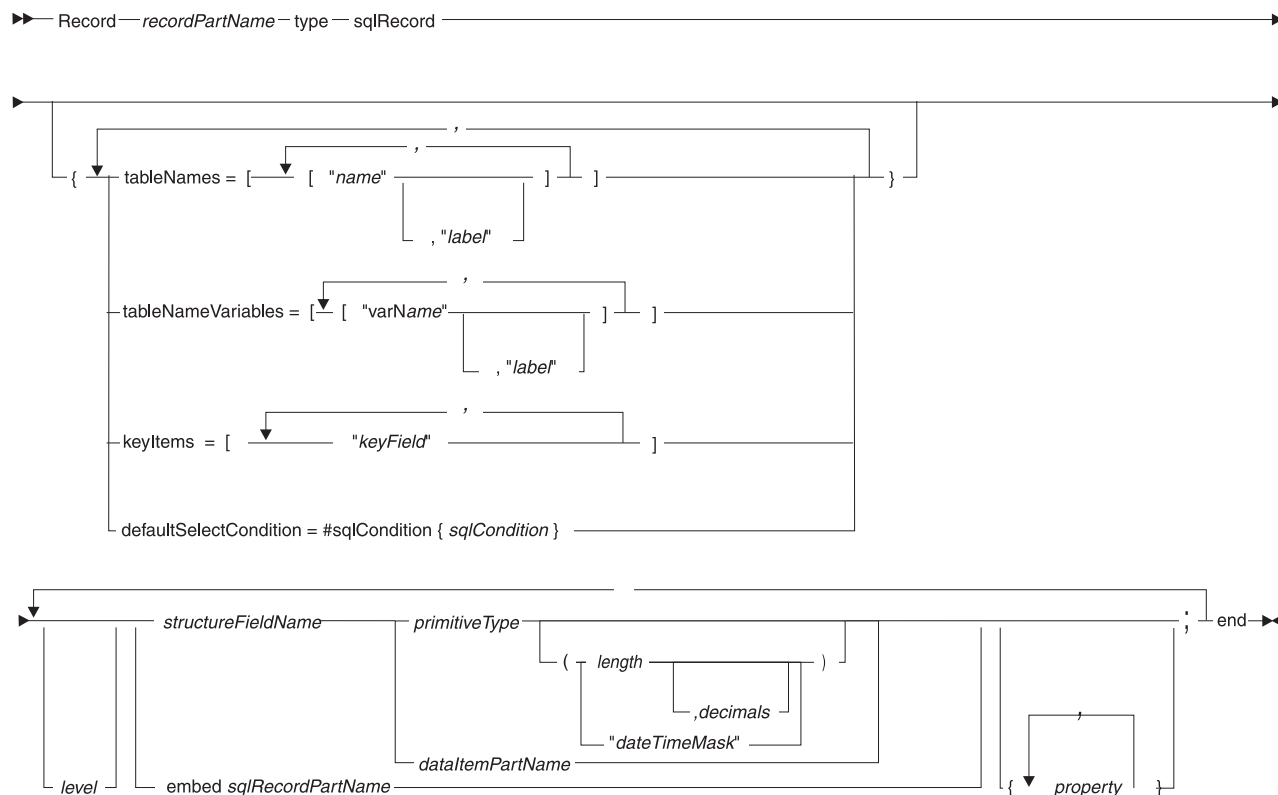 Record recordPartName type sqlRecord
,
,
{ tableNames = [ [ "name" ] ] }
, "label"
,
tableNameVariables = [ [ "varName" ] ]
, "label"
,
keyItems = [ "keyField" ]
defaultSelectCondition = #sqlCondition { sqlCondition }
structureFieldName primitiveType ; end
( length )
,decimals
"dateTimeMask"
,
dataItemPartName
level embed sqlRecordPartName { property }